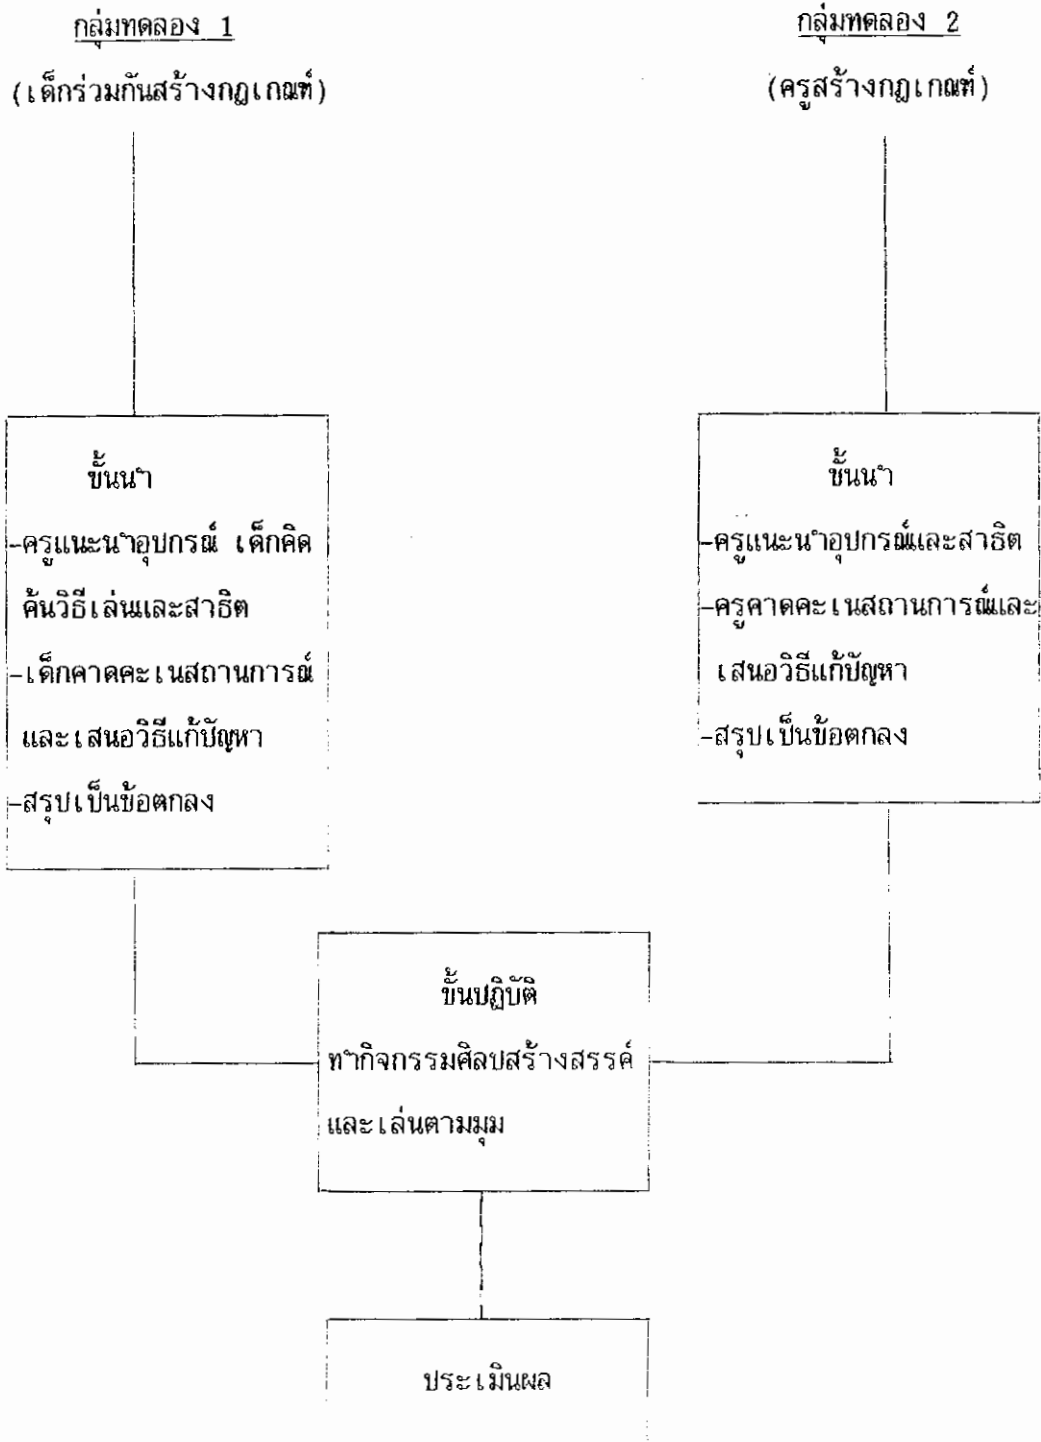 กลุ่มทดลอง 1
(เด็กร่วมกันสร้างกฎเกณฑ์)
กลุ่มทดลอง 2
(ครูสร้างกฎเกณฑ์)
ขั้นนำ
-ครูแนะนำอุปกรณ์ เด็กคิด
ค้นวิธีเล่นและสาธิต
-เด็กคาดคะเนสถานการณ์
และเสนอวิธีแก้ปัญหา
-สรุปเป็นข้อตกลง
ขั้นนำ
-ครูแนะนำอุปกรณ์และสาธิต
-ครูคาดคะเนสถานการณ์และ
เสนอวิธีแก้ปัญหา
-สรุปเป็นข้อตกลง
ขั้นปฏิบัติ
ทำกิจกรรมศิลปสร้างสรรค์
และเล่นตามมุม
ประเมินผล